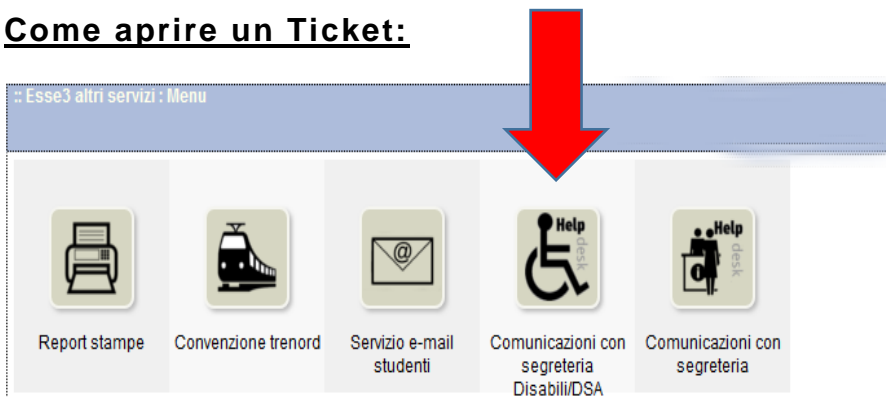 Come aprire un Ticket:
:: Esse3 altri servizi : Menu
Help
desk
Help
desk
Report stampe
Convenzione trenord
Servizio e-mail
studenti
Comunicazioni con
segreteria
Disabili/DSA
Comunicazioni con
segreteria